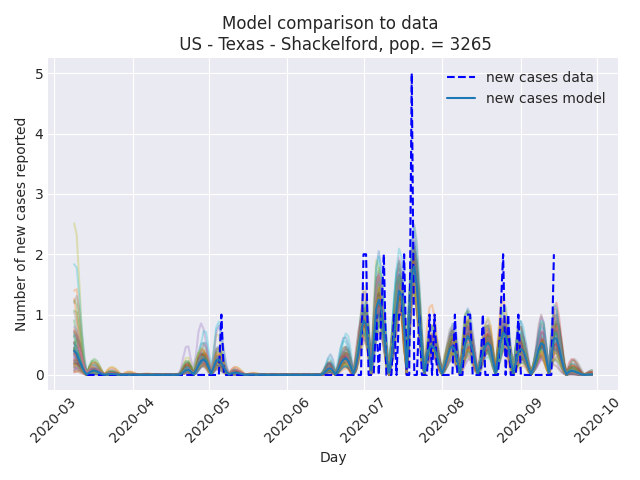 Model comparison to data
US - Texas - Shackelford, pop. = 3265
new cases data
new cases model
Number of new cases reported
5
4
3
2
1
0
2020-03
2020-04
2020-05
2020-06
2020-07
2020-08
2020-09
2020-10
Day